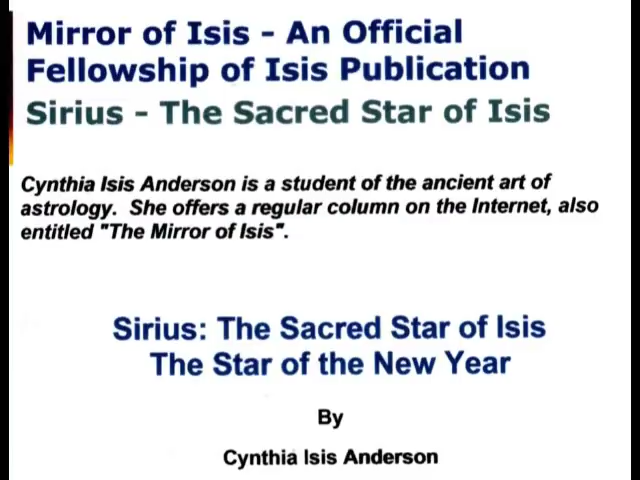 Mirror of Isis - An Official
Fellowship of Isis Publication
Sirius - The Sacred Star of Isis
Cynthia Isis Anderson is a student of the ancient art of
astrology. She offers a regular column on the Internet, also
entitled "The Mirror of Isis".
Sirius: The Sacred Star of Isis
The Star of the New Year
By
Cynthia Isis Anderson